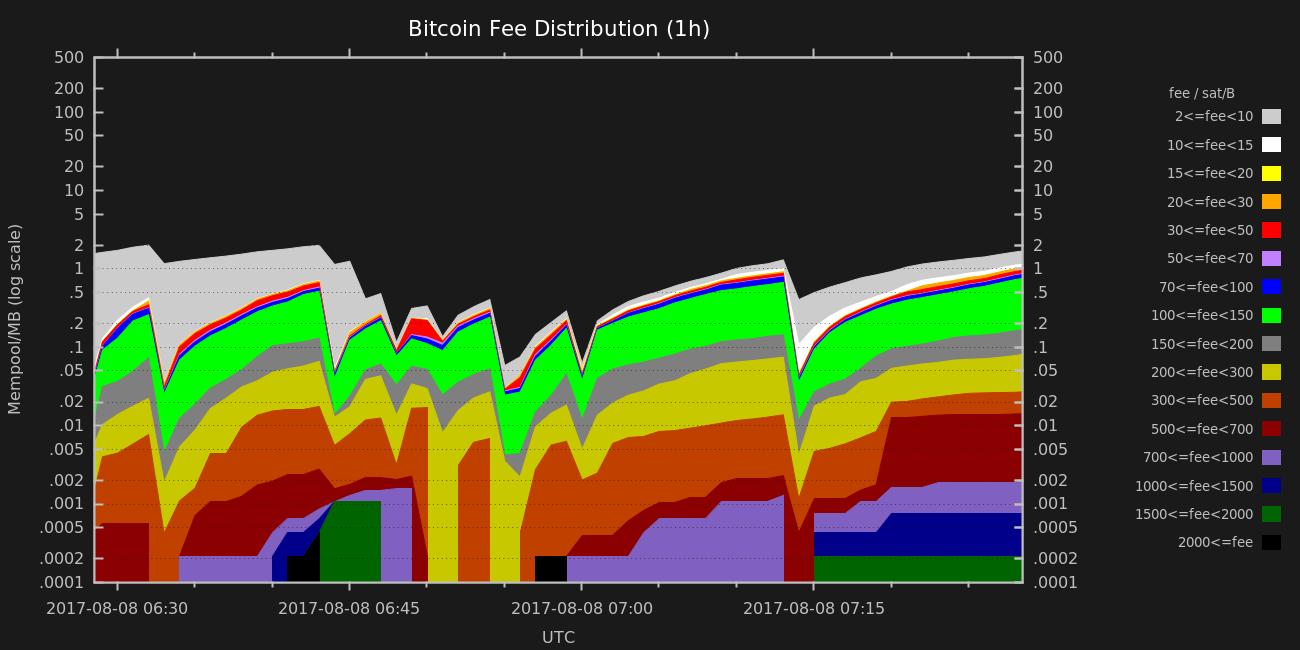 Bitcoin Fee Distribution (1h)
500 500
200 200
100 100
50 50
20 20
10 10
5 5
2 2
1 1
.5 .5
.2 .2
.1 .1
.05 .05
.02 .02
.01 .01
.005 .005
.002 .002
.001 .001
.0005 .0005
.0002 .0002
.0001 .0001
Mempool/MB (log scale)
2017-08-08 06:30 2017-08-08 06:45 2017-08-08 07:00 2017-08-08 07:15
UTC
fee / sat/B
2<=fee<10
10<=fee<15
15<=fee<20
20<=fee<30
30<=fee<50
50<=fee<70
70<=fee<100
100<=fee<150
150<=fee<200
200<=fee<300
300<=fee<500
500<=fee<700
700<=fee<1000
1000<=fee<1500
1500<=fee<2000
2000<=fee